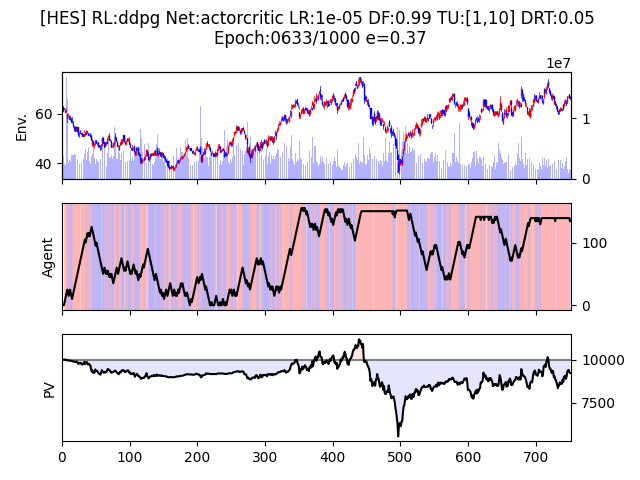 [HES] RL:ddpg Net:actorcritic LR:1e-05 DF:0.99 TU:[1,10] DRT:0.05
Epoch:0633/1000 e=0.37
1e7
Env.
60
40
1
0
Agent
100
0
PV
10000
7500
0 100 200 300 400 500 600 700